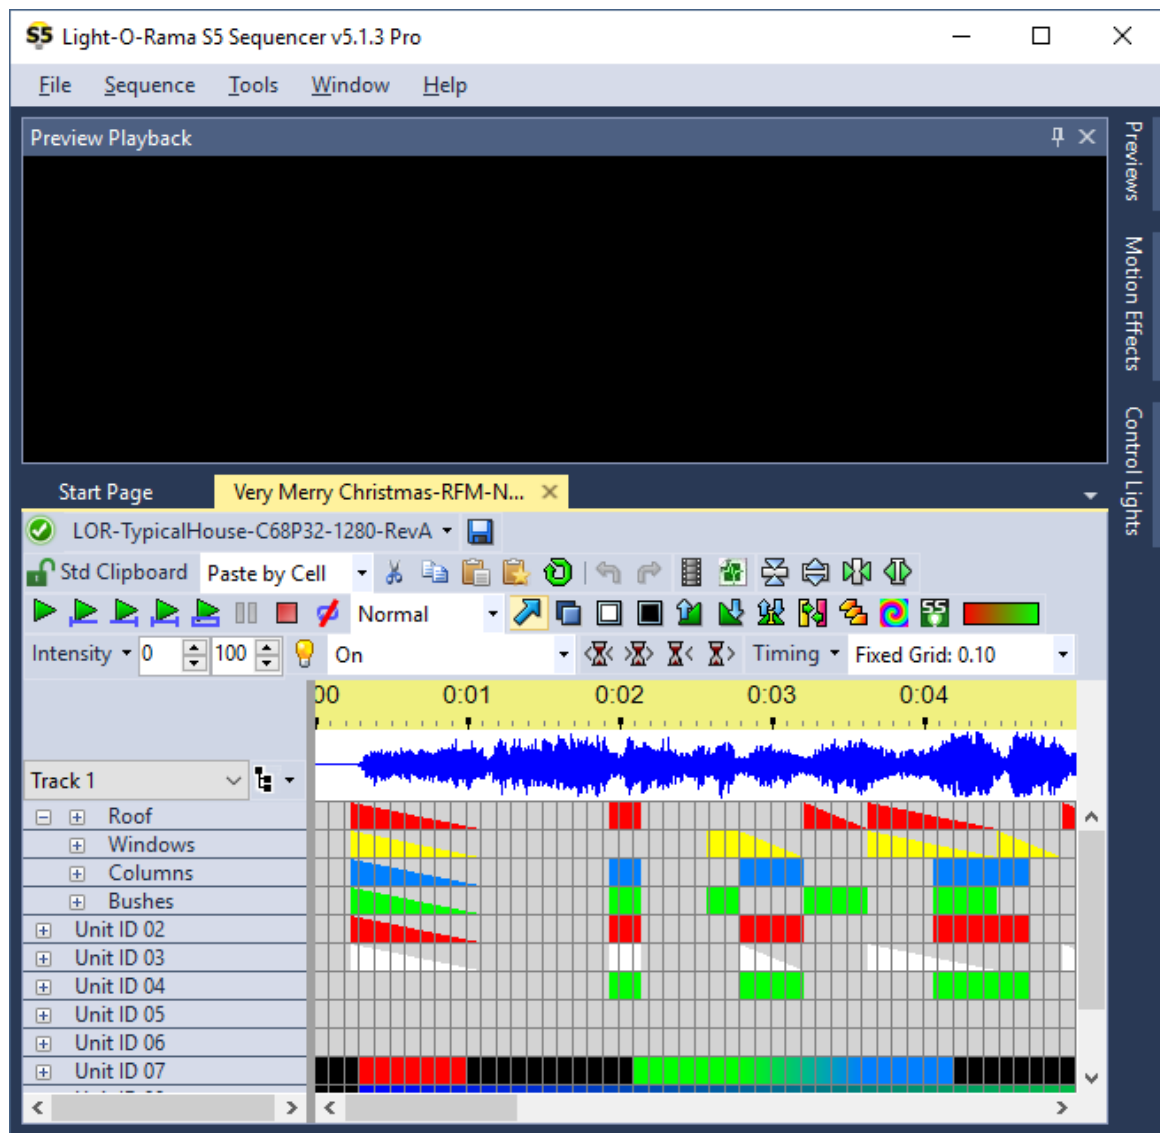 S5 Light-O-Rama S5 Sequencer v5.1.3 Pro
File Sequence Tools Window Help
Preview Playback
Previews
Motion Effects
Control Lights
Start Page Very Merry Christmas-RFM-N...
LOR-TypicalHouse-C68P32-1280-RevA
Std Clipboard Paste by Cell
Normal S5
Intensity 0 100 On Timing Fixed Grid: 0.10
00 0:01 0:02 0:03 0:04
Track 1
Roof
Windows
Columns
Bushes
Unit ID 02
Unit ID 03
Unit ID 04
Unit ID 05
Unit ID 06
Unit ID 07